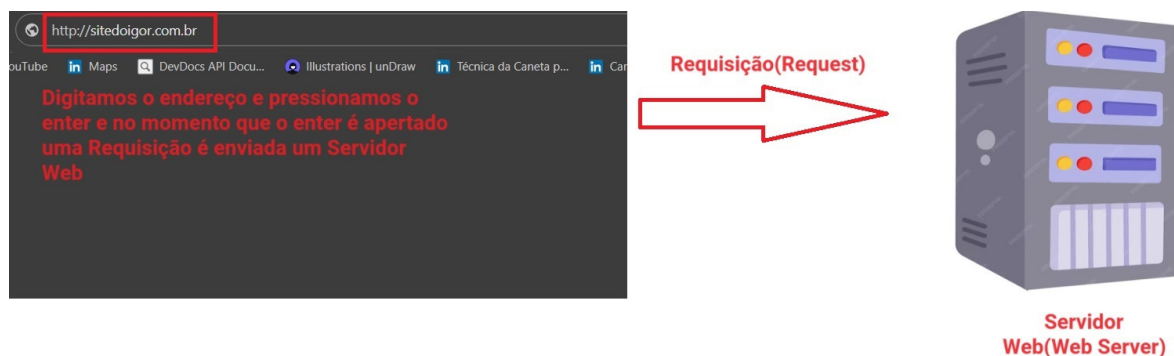 http://sitedoigor.com.br
ouTube Maps DevDocs API Docu... Illustrations | unDraw Técnica da Caneta p... Car
Digitamos o endereço e pressionamos o
enter e no momento que o enter é apertado
uma Requisição é enviada um Servidor
Web
Requisição(Request)
Servidor
Web(Web Server)